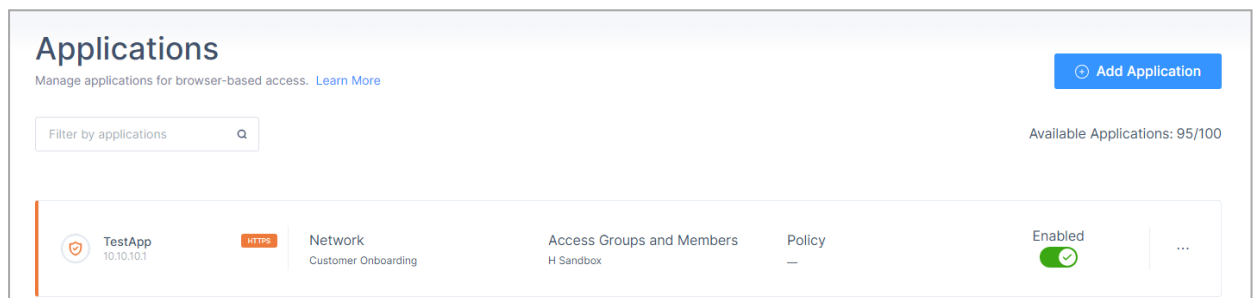 Applications
Manage applications for browser-based access. Learn More
Add Application
Filter by applications
Available Applications: 95/100
TestApp
10.10.10.1
HTTPS
Network
Customer Onboarding
Access Groups and Members
H Sandbox
Policy
—
Enabled
...